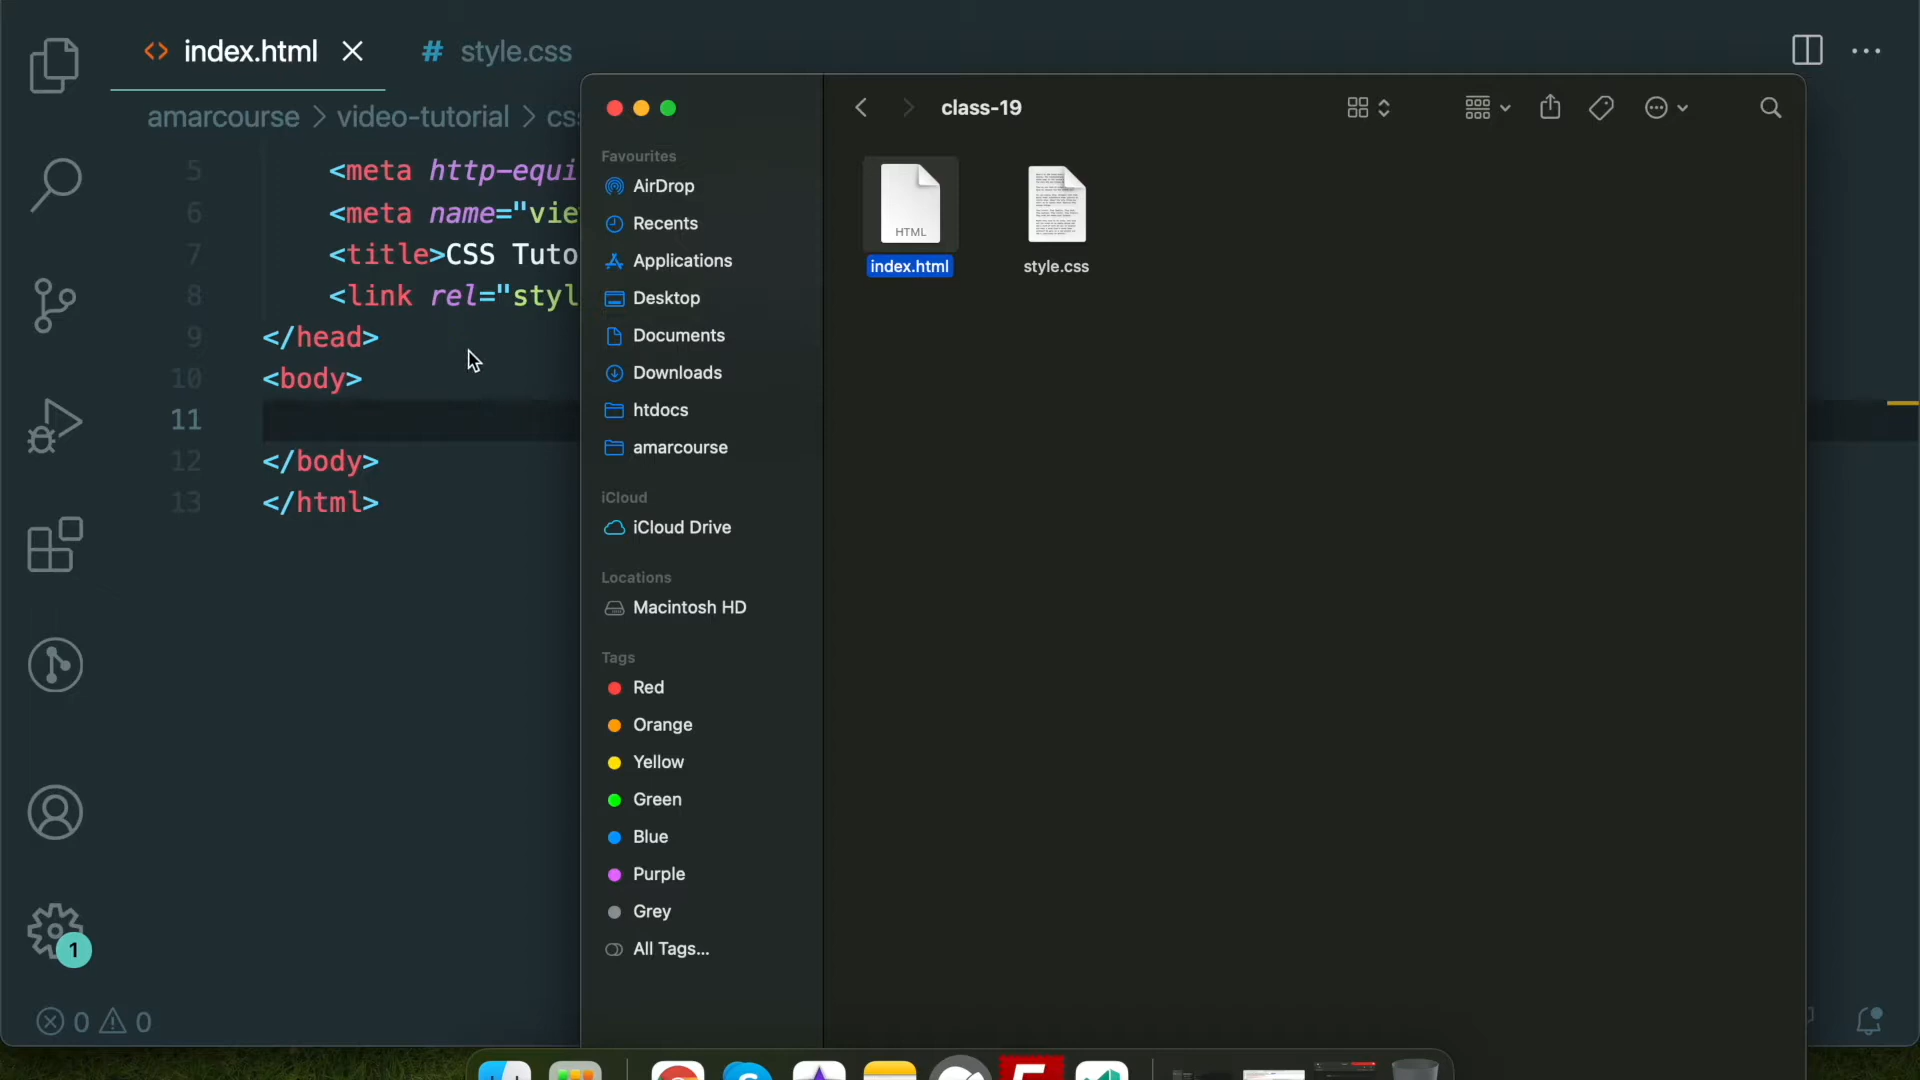 index.html
style.css
amarcourse > video-tutorial > css
5 <meta http-equi
6 <meta name="vie
7 <title>CSS Tuto
8 <link rel="styl
9 </head>
10 <body>
11
12 </body>
13 </html>
1
0 0
class-19
Favourites
AirDrop
Recents
Applications
Desktop
Documents
Downloads
htdocs
amarcourse
iCloud
iCloud Drive
Locations
Macintosh HD
Tags
Red
Orange
Yellow
Green
Blue
Purple
Grey
All Tags...
HTML
index.html
style.css